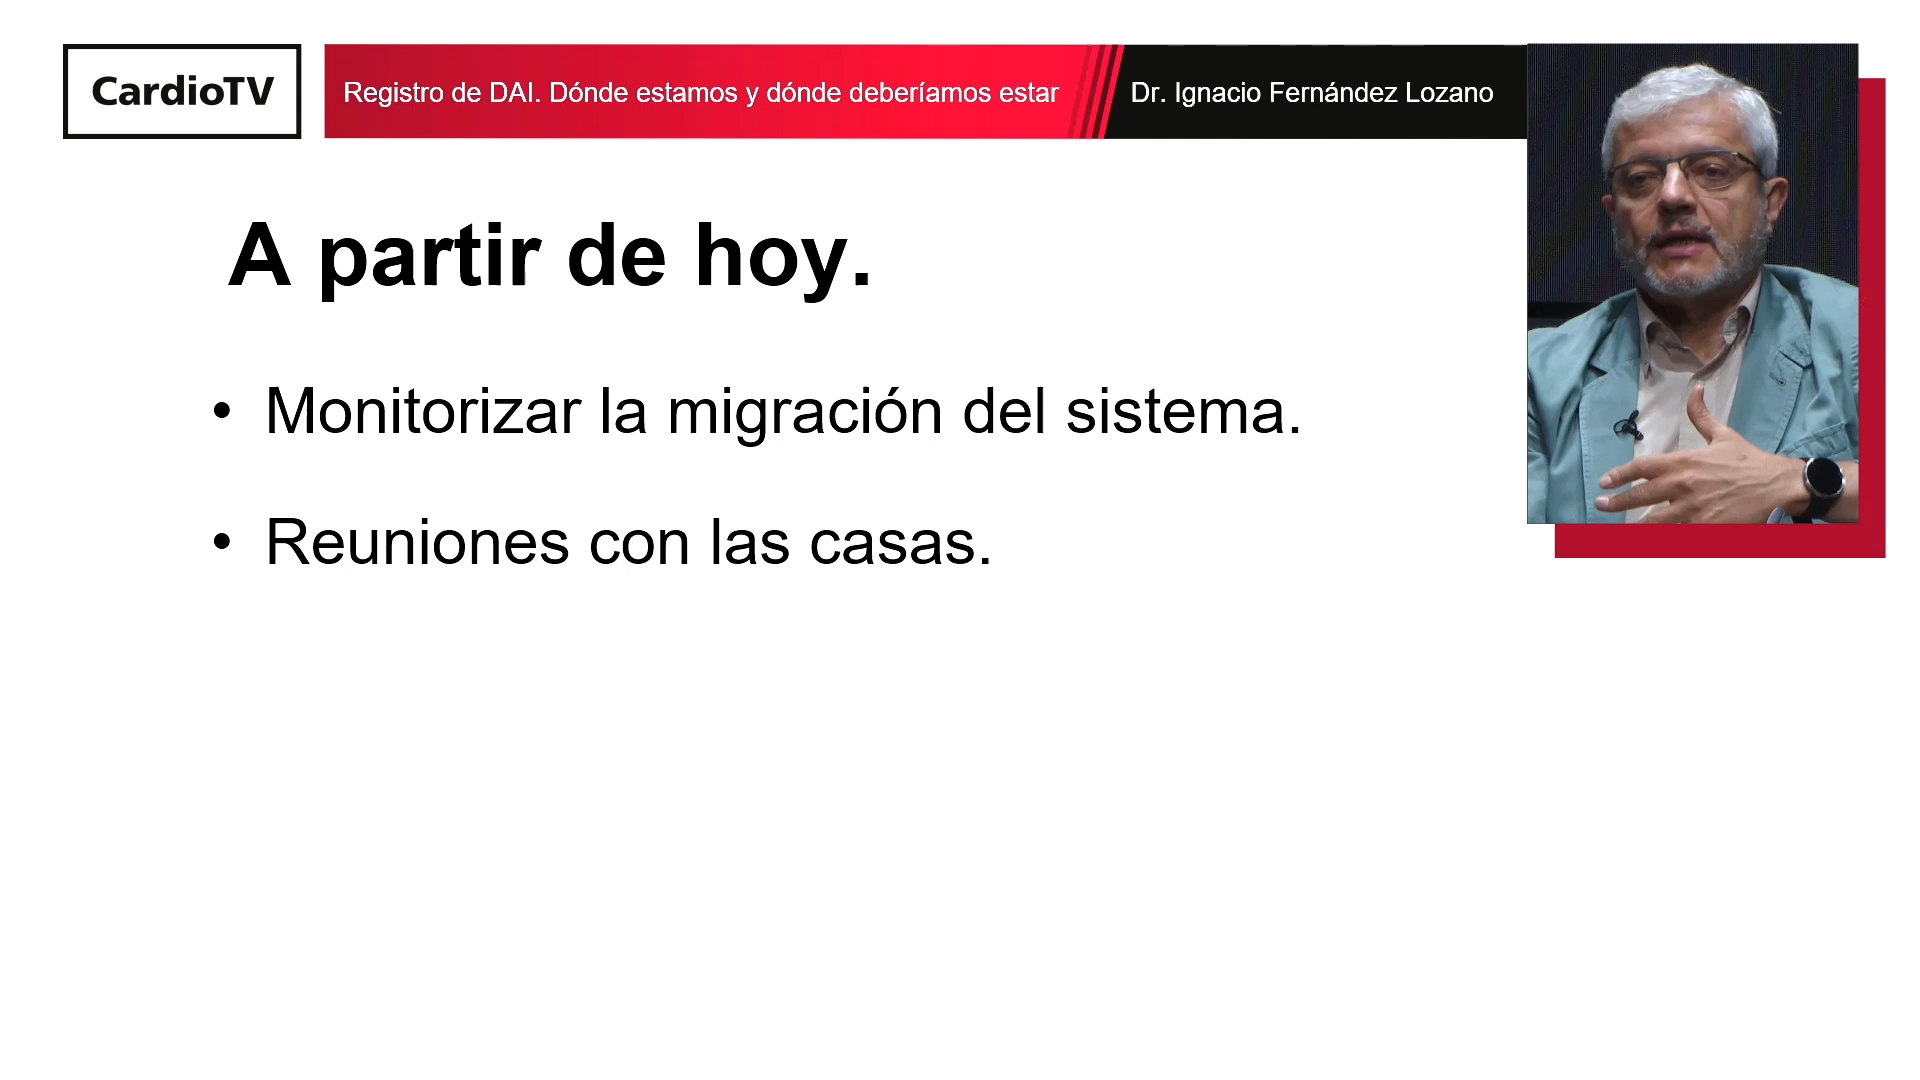 CardioTV
Registro de DAI. Dónde estamos y dónde deberíamos estar
Dr. Ignacio Fernández Lozano
A partir de hoy.
• Monitorizar la migración del sistema.
• Reuniones con las casas.